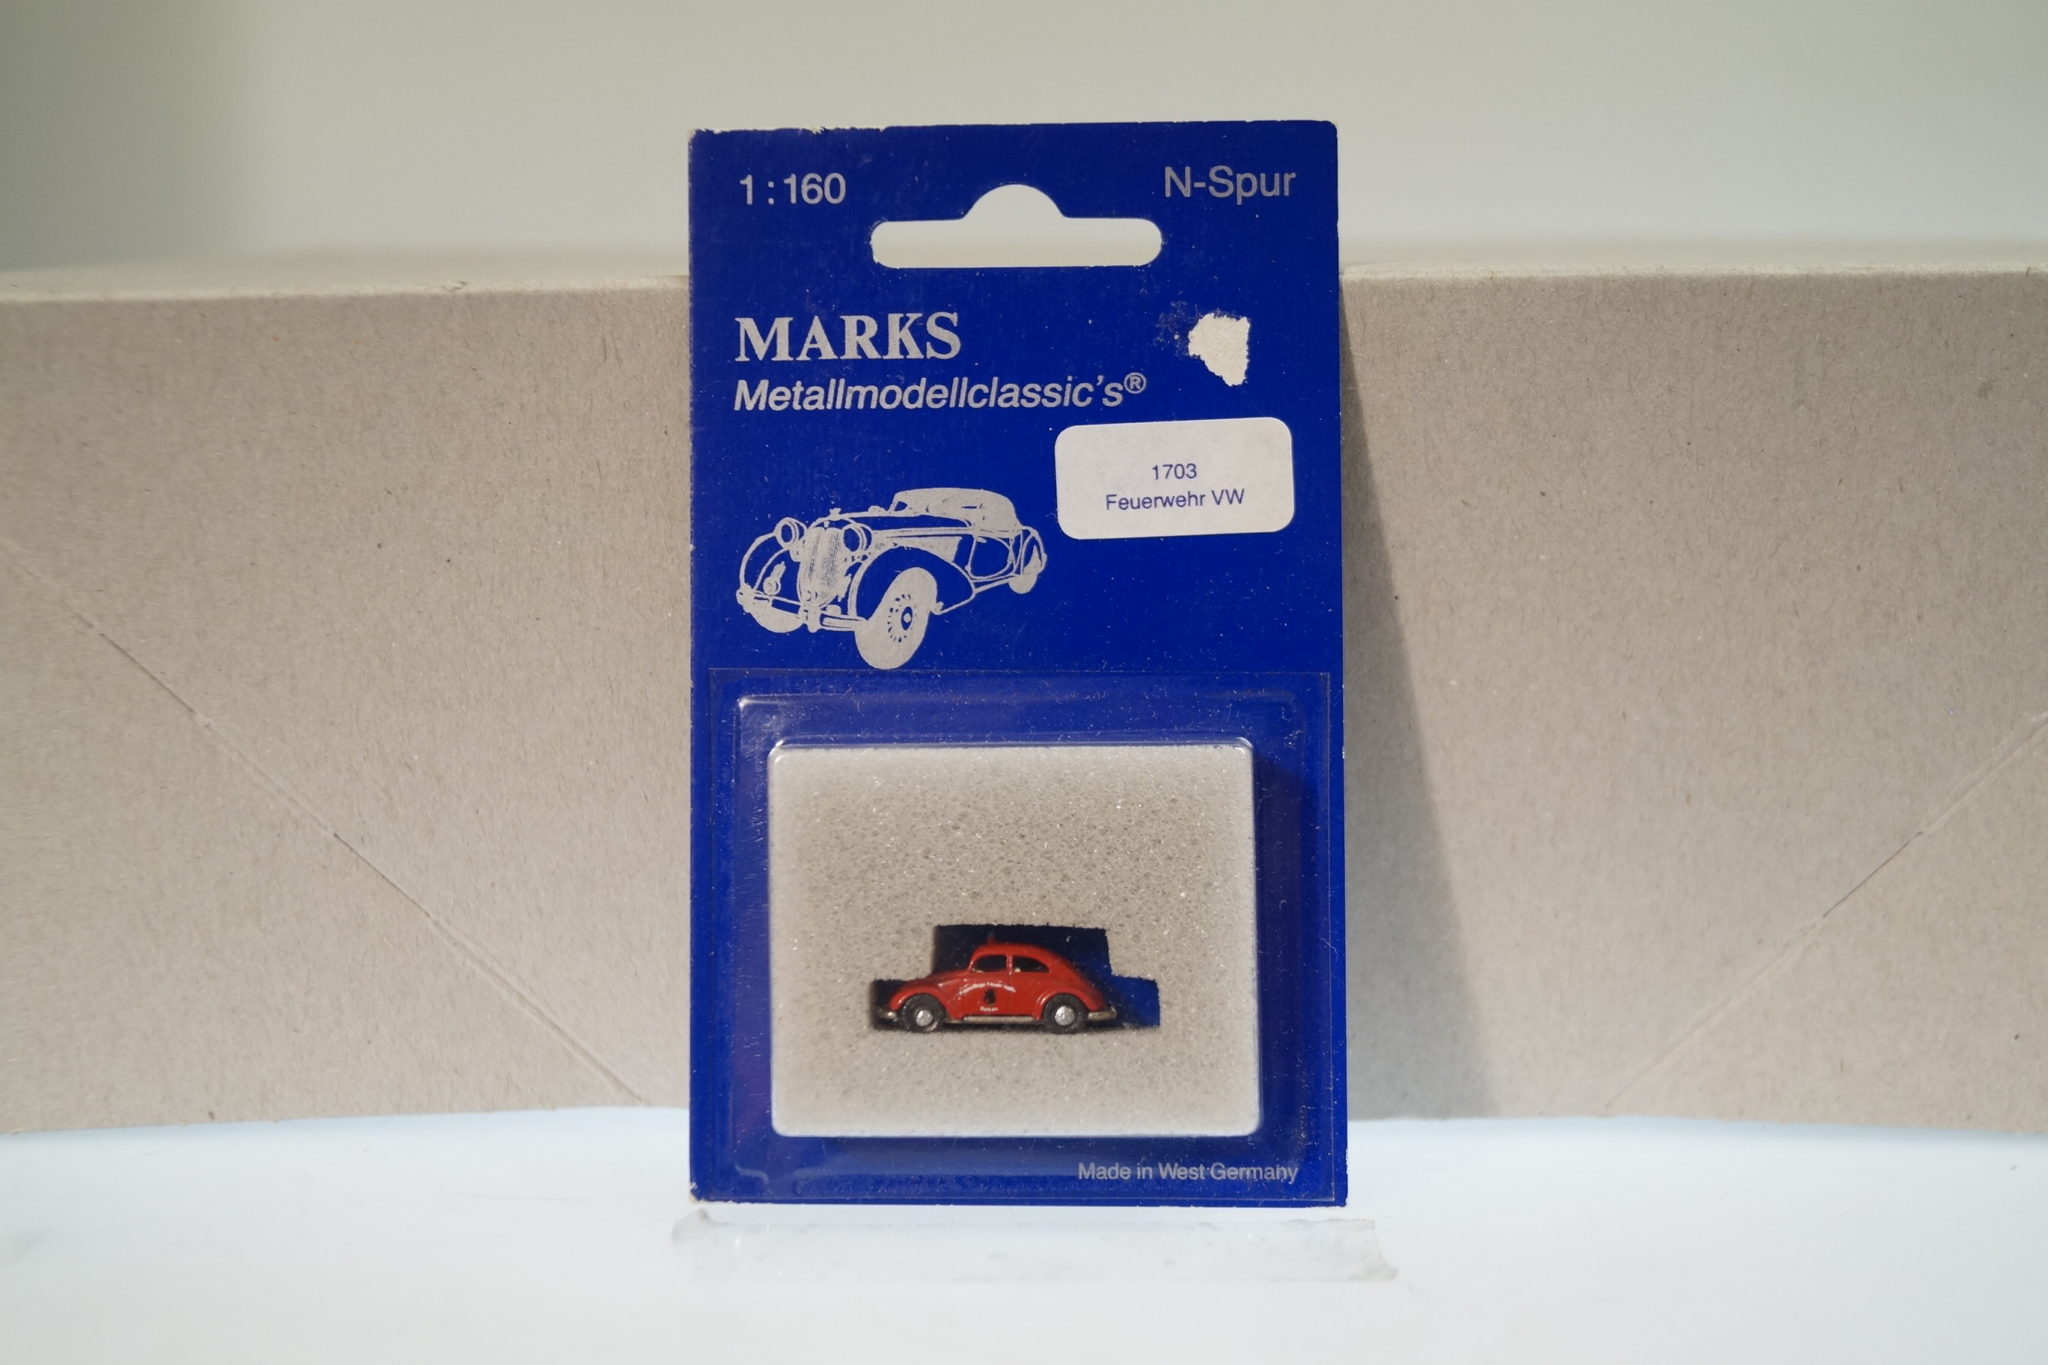 1:160
N-Spur
MARKS
Metallmodellclassic's®
1703
Feuerwehr VW
Made in West Germany